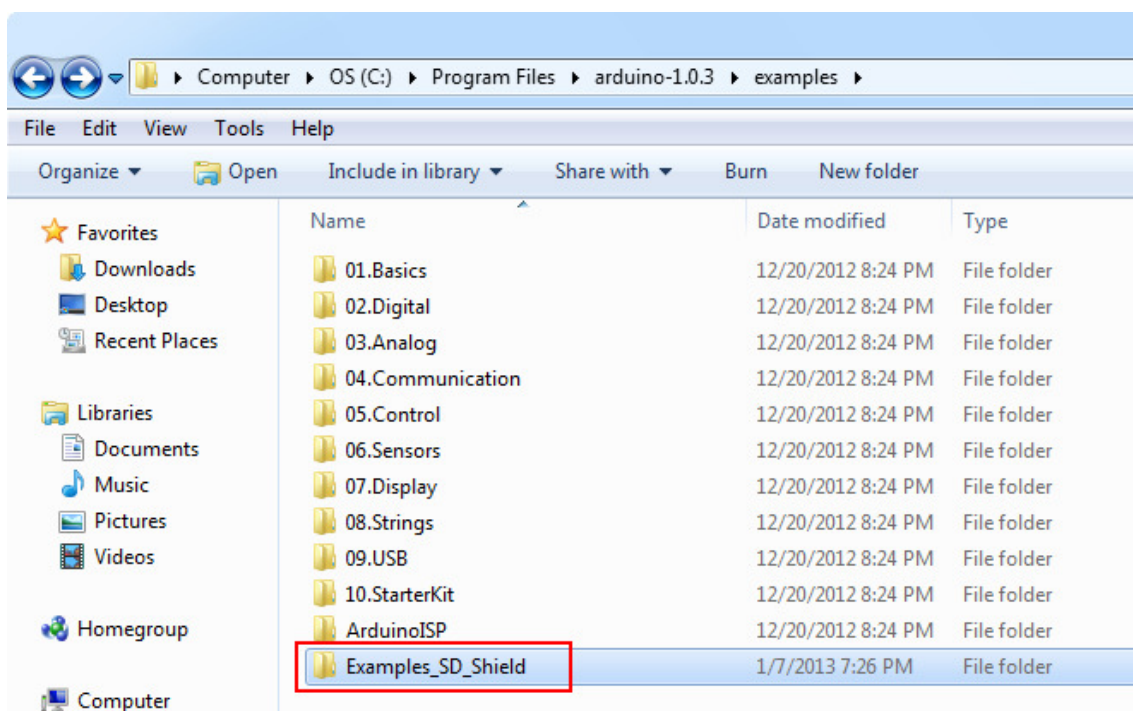 Computer OS (C:) Program Files arduino-1.0.3 examples
File Edit View Tools Help
Organize Open Include in library Share with Burn New folder
Favorites
Downloads
Desktop
Recent Places
Libraries
Documents
Music
Pictures
Videos
Homegroup
Computer
Name Date modified Type
01.Basics 12/20/2012 8:24 PM File folder
02.Digital 12/20/2012 8:24 PM File folder
03.Analog 12/20/2012 8:24 PM File folder
04.Communication 12/20/2012 8:24 PM File folder
05.Control 12/20/2012 8:24 PM File folder
06.Sensors 12/20/2012 8:24 PM File folder
07.Display 12/20/2012 8:24 PM File folder
08.Strings 12/20/2012 8:24 PM File folder
09.USB 12/20/2012 8:24 PM File folder
10.StarterKit 12/20/2012 8:24 PM File folder
ArduinoISP 12/20/2012 8:24 PM File folder
Examples_SD_Shield 1/7/2013 7:26 PM File folder